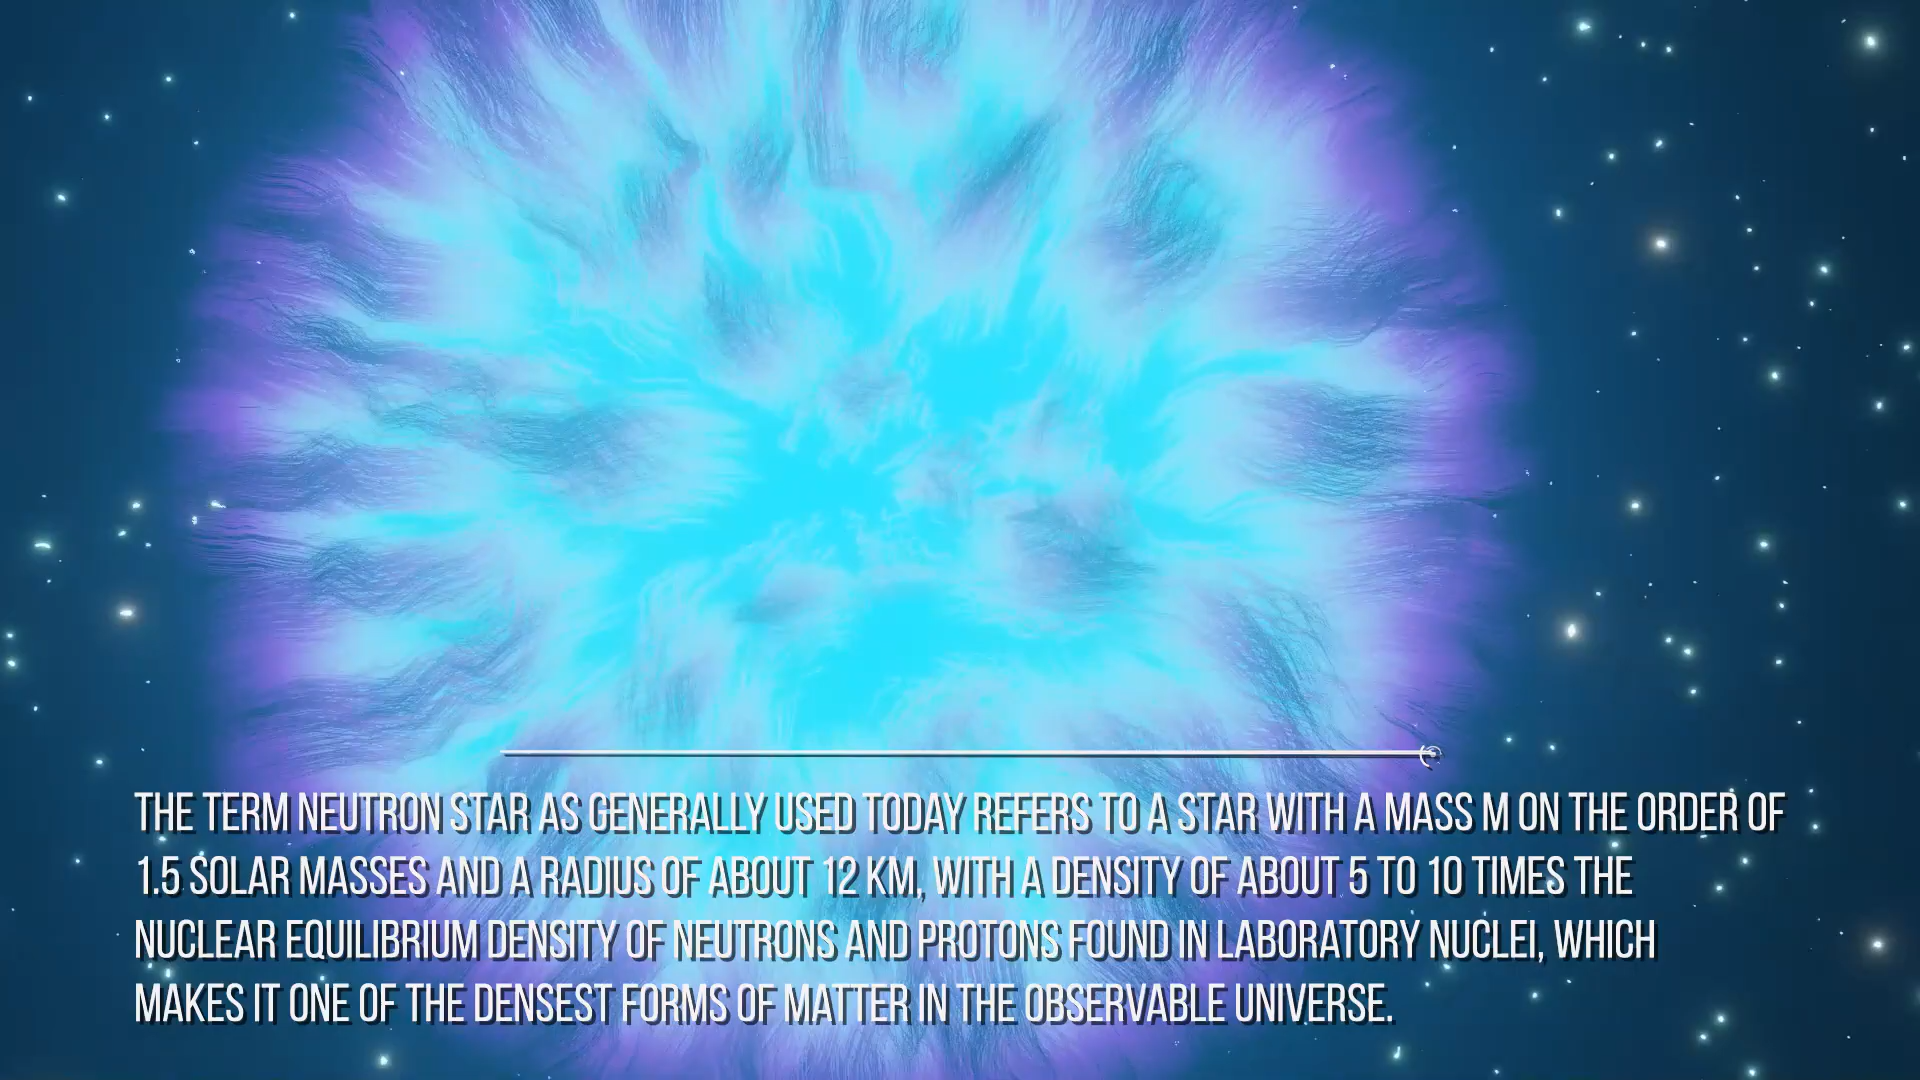 THE TERM NEUTRON STAR AS GENERALLY USED TODAY REFERS TO A STAR WITH A MASS M ON THE ORDER OF
1.5 SOLAR MASSES AND A RADIUS OF ABOUT 12 KM, WITH A DENSITY OF ABOUT 5 TO 10 TIMES THE
NUCLEAR EQUILIBRIUM DENSITY OF NEUTRONS AND PROTONS FOUND IN LABORATORY NUCLEI, WHICH
MAKES IT ONE OF THE DENSEST FORMS OF MATTER IN THE OBSERVABLE UNIVERSE.